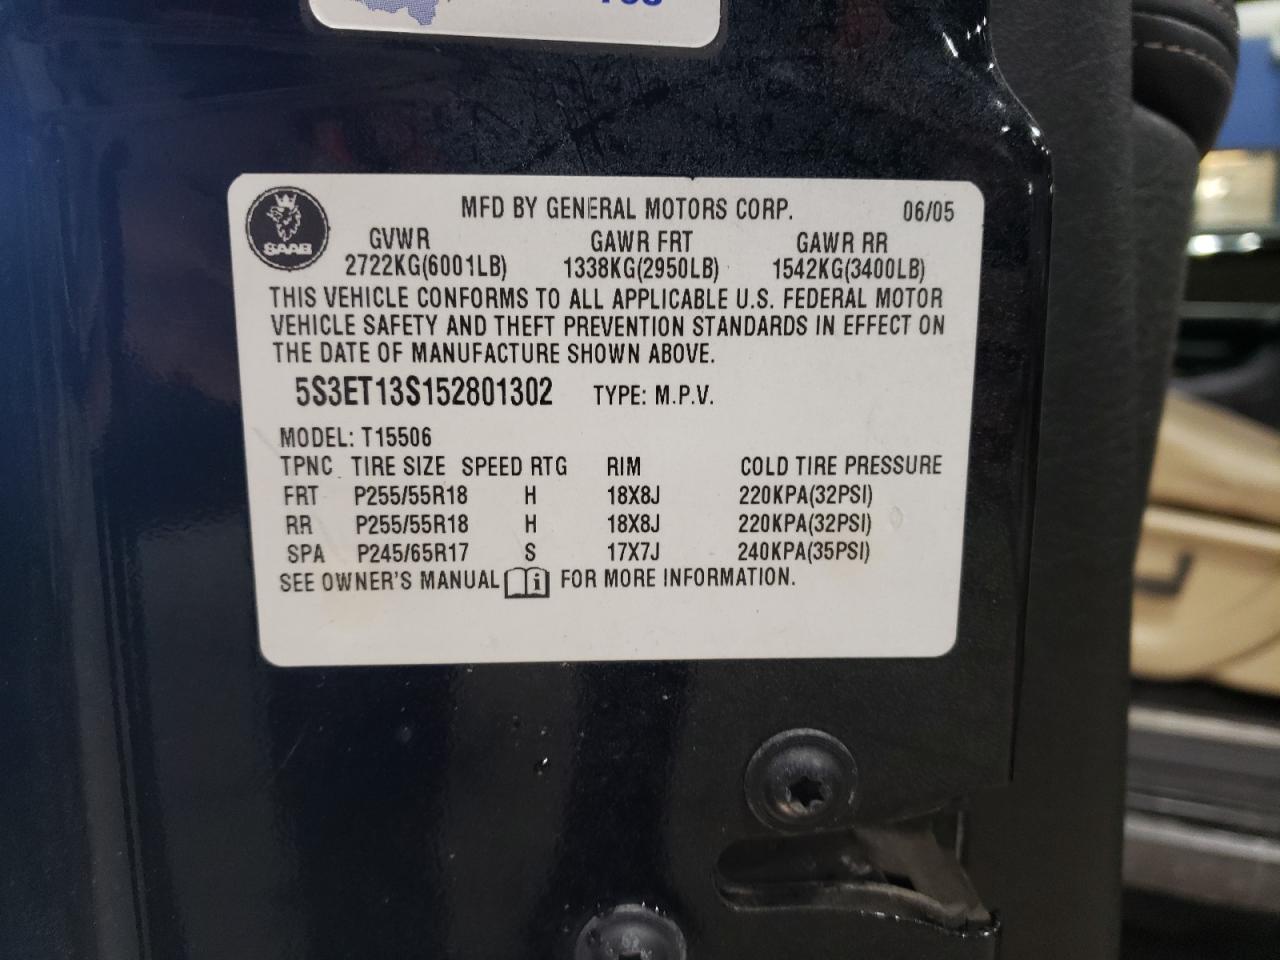 SAAB
MFD BY GENERAL MOTORS CORP. 06/05
GVWR GAWR FRT GAWR RR
2722KG(6001LB) 1338KG(2950LB) 1542KG(3400LB)
THIS VEHICLE CONFORMS TO ALL APPLICABLE U.S. FEDERAL MOTOR
VEHICLE SAFETY AND THEFT PREVENTION STANDARDS IN EFFECT ON
THE DATE OF MANUFACTURE SHOWN ABOVE.
5S3ET13S152801302 TYPE: M.P.V.
MODEL: T15506
TPNC TIRE SIZE SPEED RTG RIM COLD TIRE PRESSURE
FRT P255/55R18 H 18X8J 220KPA(32PSI)
RR P255/55R18 H 18X8J 220KPA(32PSI)
SPA P245/65R17 S 17X7J 240KPA(35PSI)
SEE OWNER'S MANUAL i FOR MORE INFORMATION.